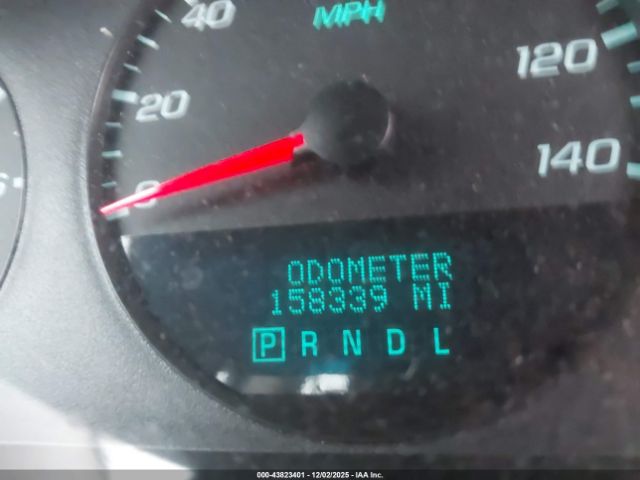 40
MPH
120
20
140
0
ODOMETER
158339 MI
P R N D L
000-43823401 - 12/02/2025 - IAA Inc.